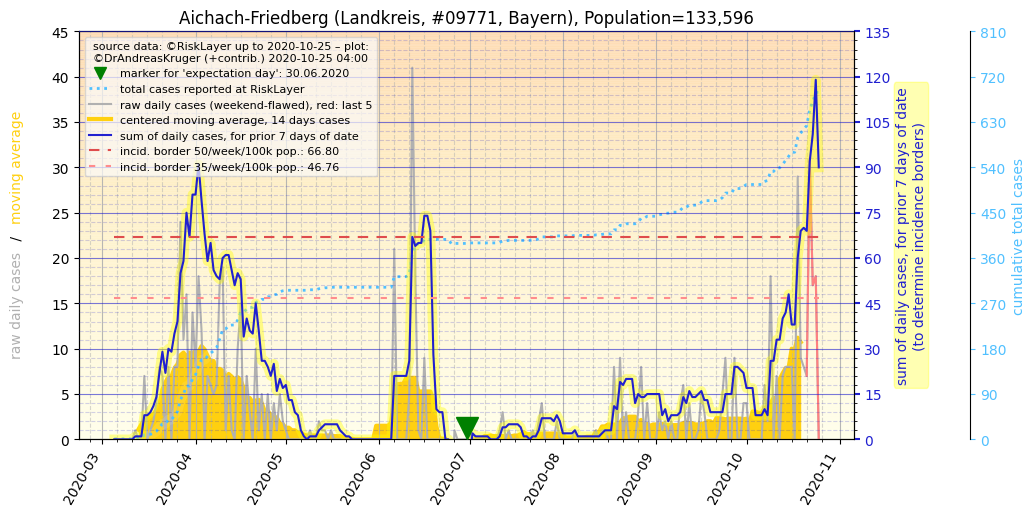 Aichach-Friedberg (Landkreis, #09771, Bayern), Population=133,596
source data: ©RiskLayer up to 2020-10-25 – plot:
©DrAndreasKruger (+contrib.) 2020-10-25 04:00
marker for 'expectation day': 30.06.2020
total cases reported at RiskLayer
raw daily cases (weekend-flawed), red: last 5
centered moving average, 14 days cases
sum of daily cases, for prior 7 days of date
incid. border 50/week/100k pop.: 66.80
incid. border 35/week/100k pop.: 46.76
raw daily cases / moving average
45
40
35
30
25
20
15
10
5
0
2020-03
2020-04
2020-05
2020-06
2020-07
2020-08
2020-09
2020-10
2020-11
135
120
105
90
75
60
45
30
15
0
sum of daily cases, for prior 7 days of date
(to determine incidence borders)
810
720
630
540
450
360
270
180
90
0
cumulative total cases